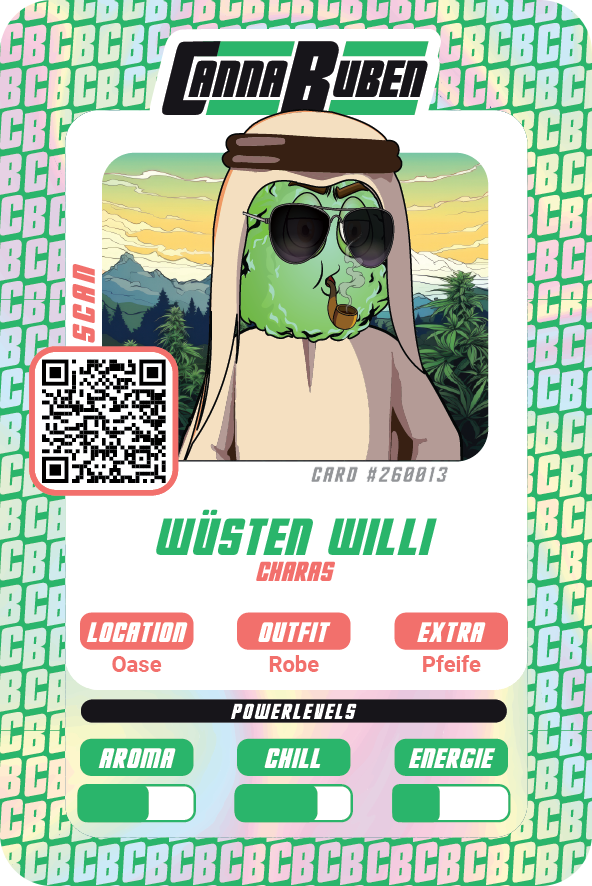 CANNABUBEN
SCAN
CARD #260013
WÜSTEN WILLI
CHARAS
LOCATION OUTFIT EXTRA
Oase Robe Pfeife
POWERLEVELS
AROMA CHILL ENERGIE